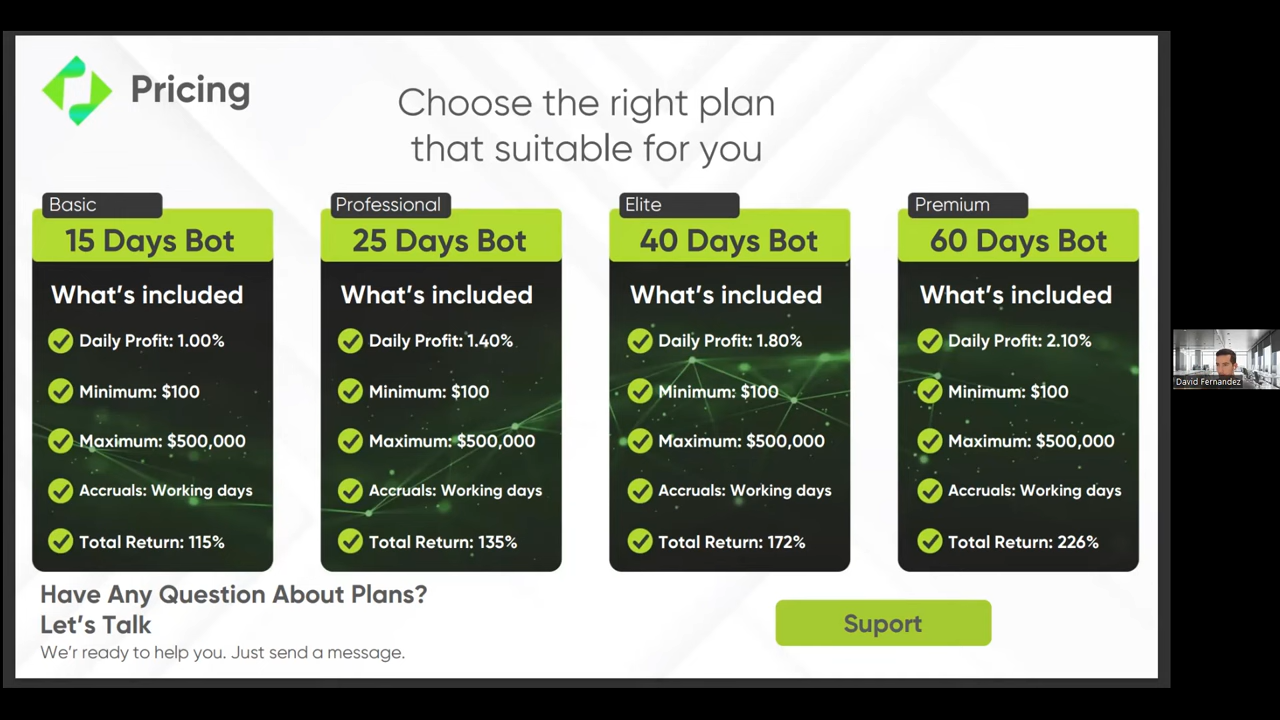 Pricing
Choose the right plan
that suitable for you
Basic
15 Days Bot
What's included
Daily Profit: 1.00%
Minimum: $100
Maximum: $500,000
Accruals: Working days
Total Return: 115%
Professional
25 Days Bot
What's included
Daily Profit: 1.40%
Minimum: $100
Maximum: $500,000
Accruals: Working days
Total Return: 135%
Elite
40 Days Bot
What's included
Daily Profit: 1.80%
Minimum: $100
Maximum: $500,000
Accruals: Working days
Total Return: 172%
Premium
60 Days Bot
What's included
Daily Profit: 2.10%
Minimum: $100
Maximum: $500,000
Accruals: Working days
Total Return: 226%
Have Any Question About Plans?
Let's Talk
We'r ready to help you. Just send a message.
Suport
David Fernandez